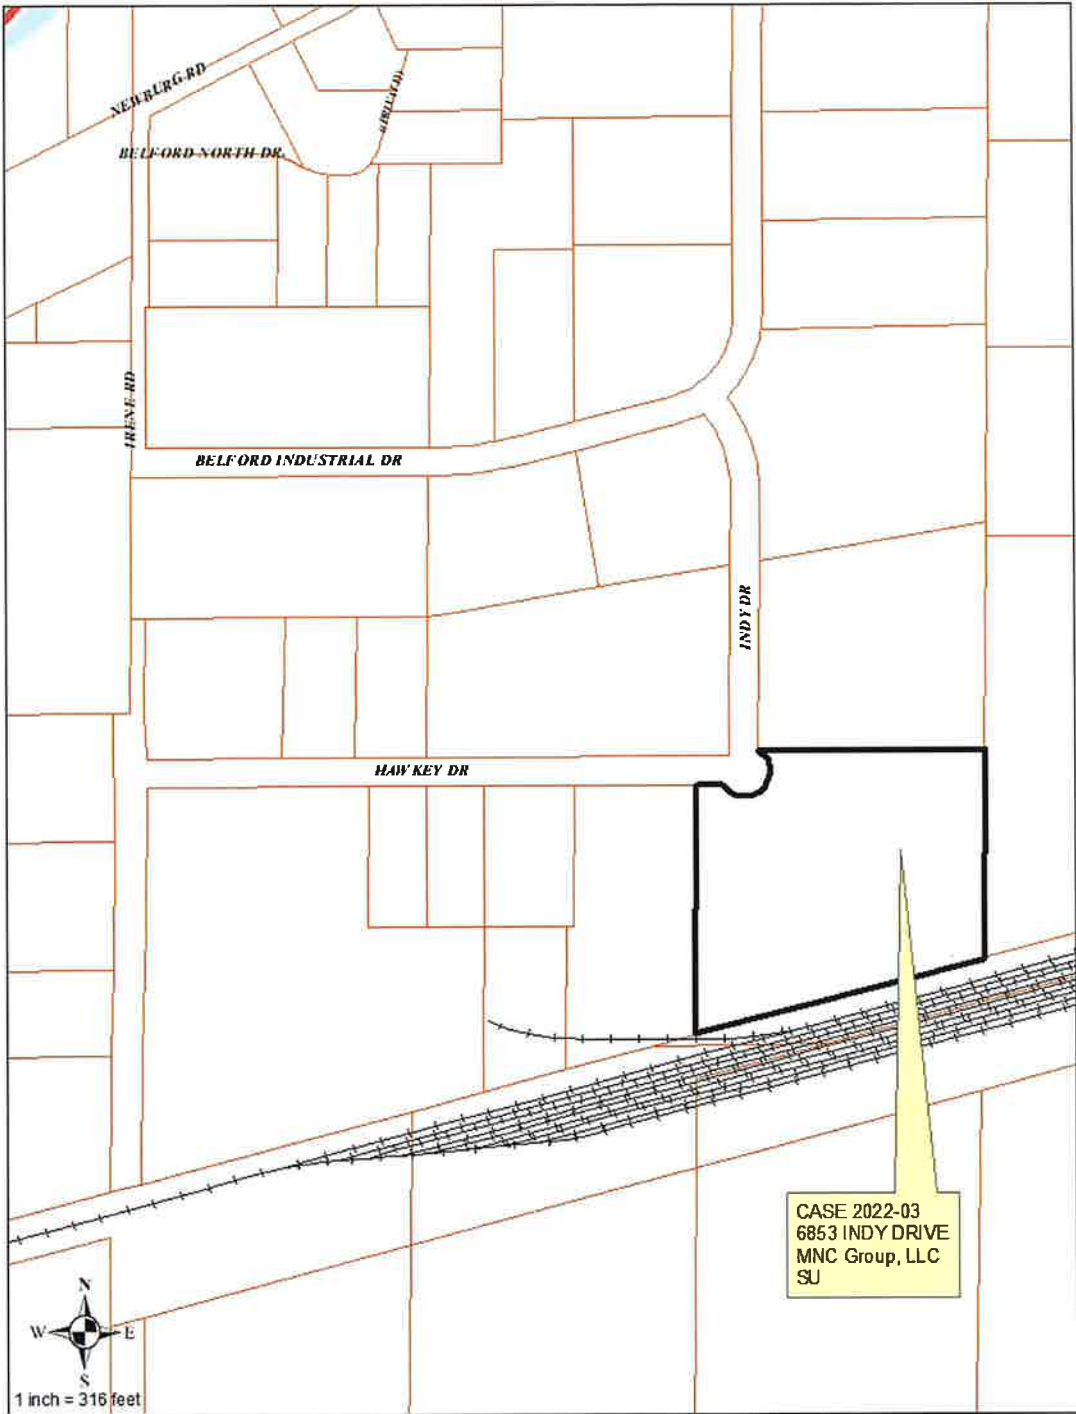 NEWBURG RD
BELFORD NORTH DR
IRENE RD
BELFORD INDUSTRIAL DR
INDY DR
HAWKEY DR
CASE 2022-03
6853 INDY DRIVE
MNC Group, LLC
SU
N
W E
S
1 inch = 316 feet